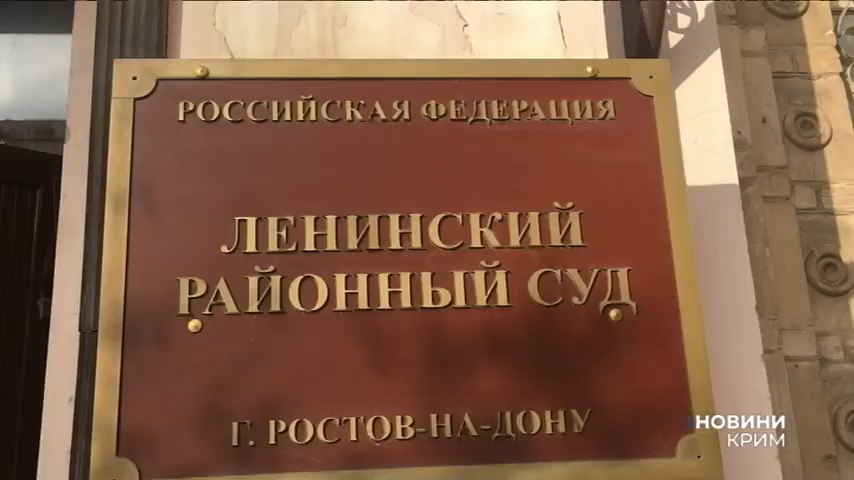 РОССИЙСКАЯ ФЕДЕРАЦИЯ
ЛЕНИНСКИЙ
РАЙОННЫЙ СУД
Г. РОСТОВ-НА-ДОНУ
НОВИНИ
КРИМ